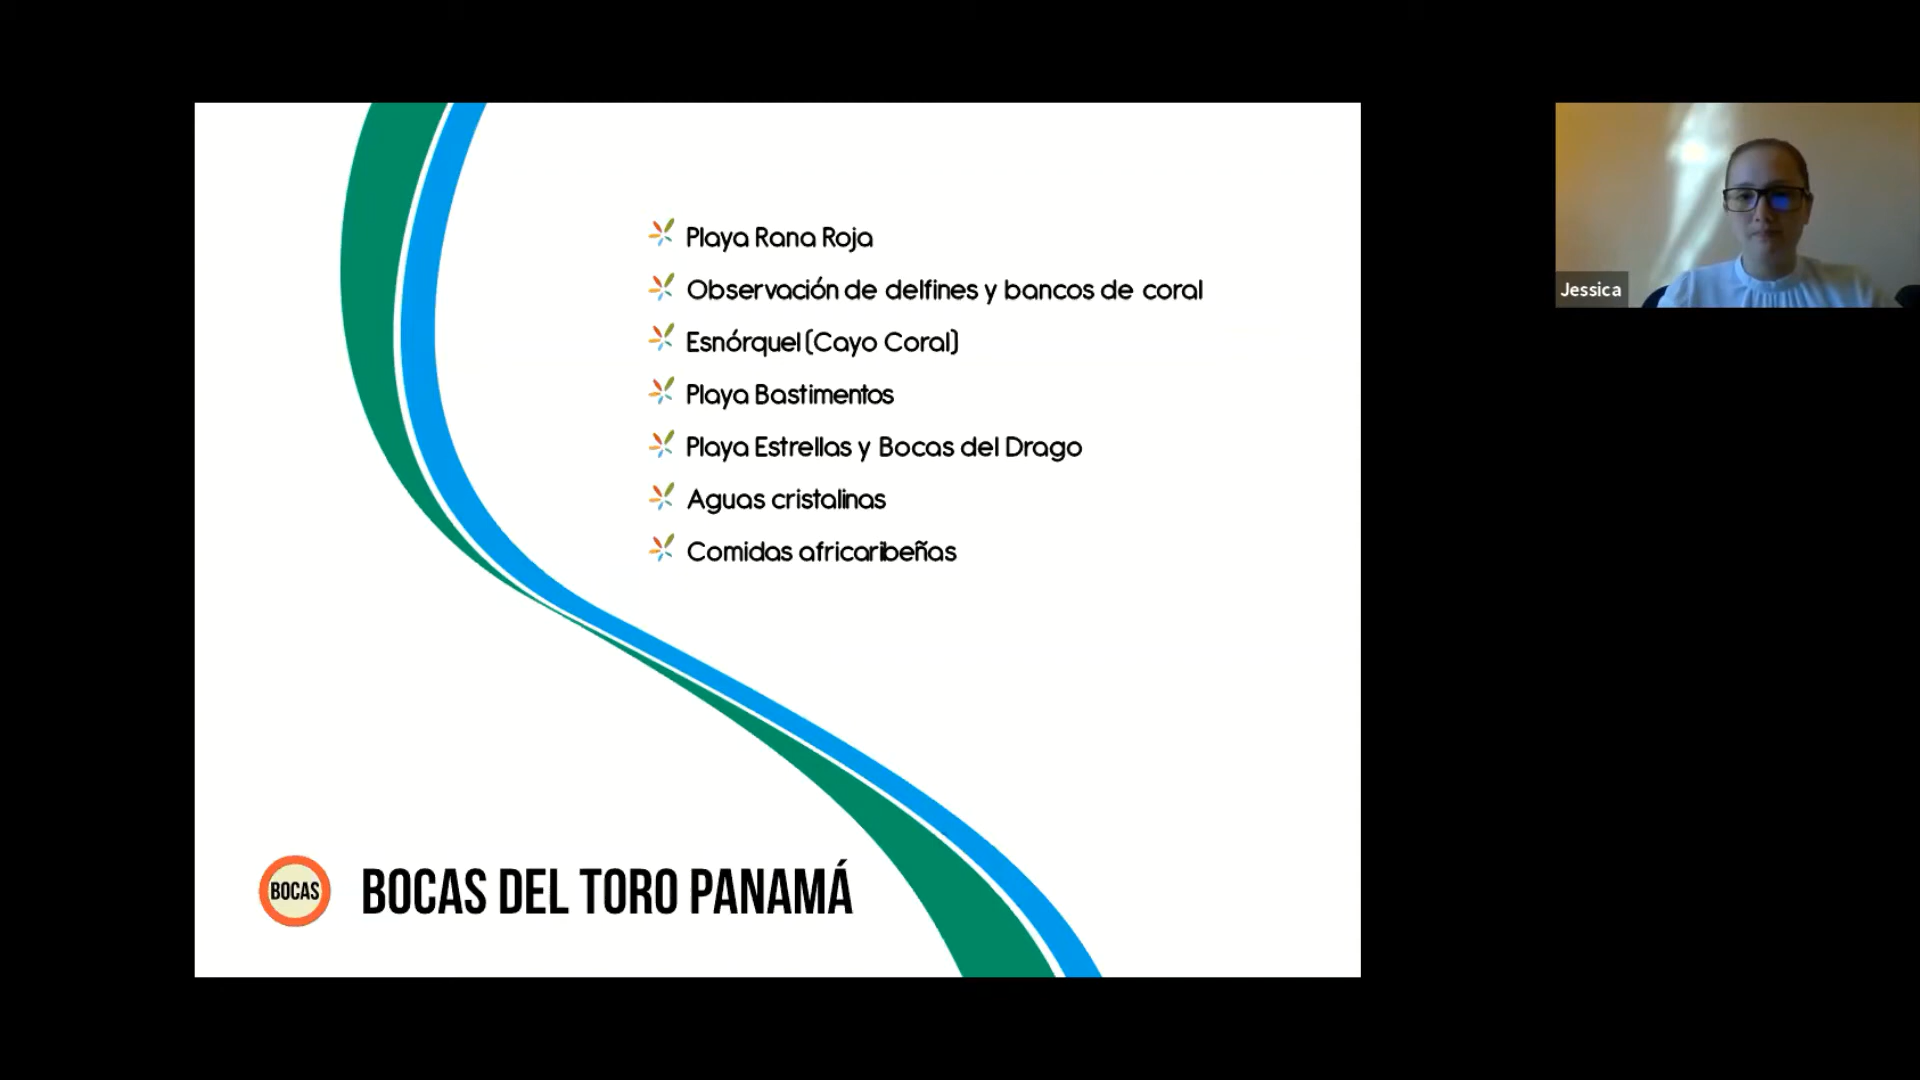 Playa Rana Roja
Observación de delfines y bancos de coral
Esnórquel (Cayo Coral)
Playa Bastimentos
Playa Estrellas y Bocas del Drago
Aguas cristalinas
Comidas africaribeñas
BOCAS
BOCAS DEL TORO PANAMÁ
Jessica